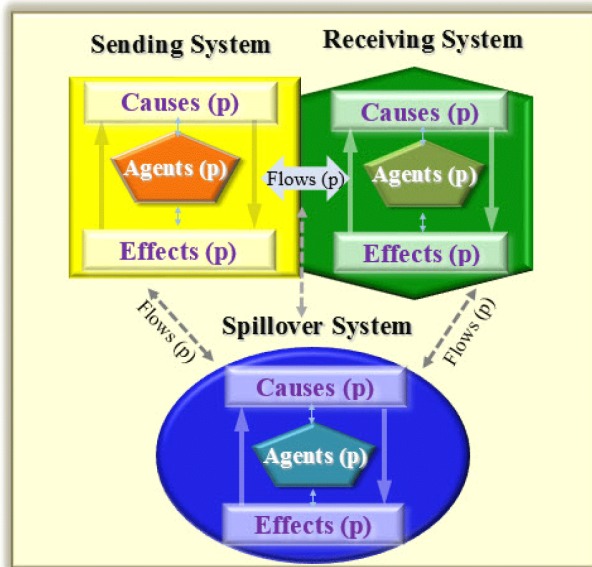 Sending System
Receiving System
Causes (p)
Agents (p)
Effects (p)
Flows (p)
Causes (p)
Agents (p)
Effects (p)
Flows (p)
Flows (p)
Spillover System
Causes (p)
Agents (p)
Effects (p)